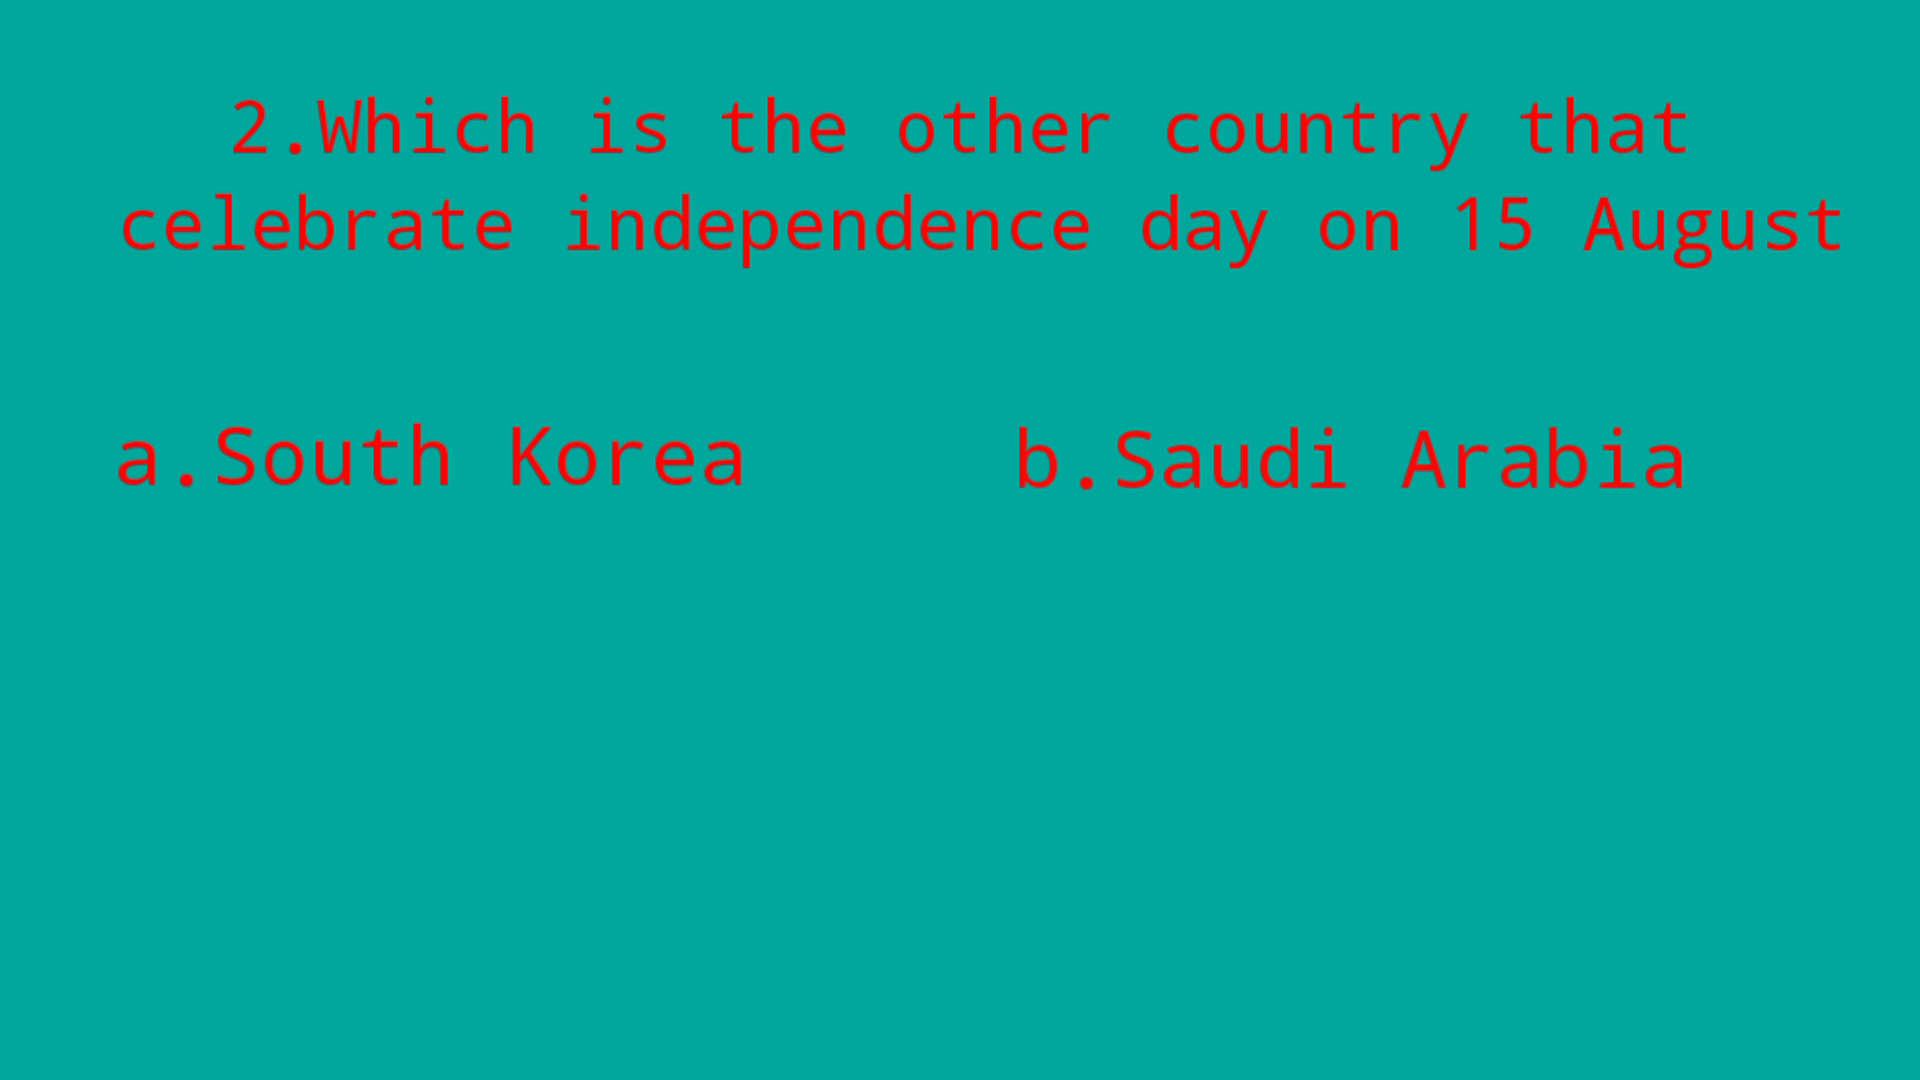 2.Which is the other country that
celebrate independence day on 15 August
a.South Korea
b.Saudi Arabia